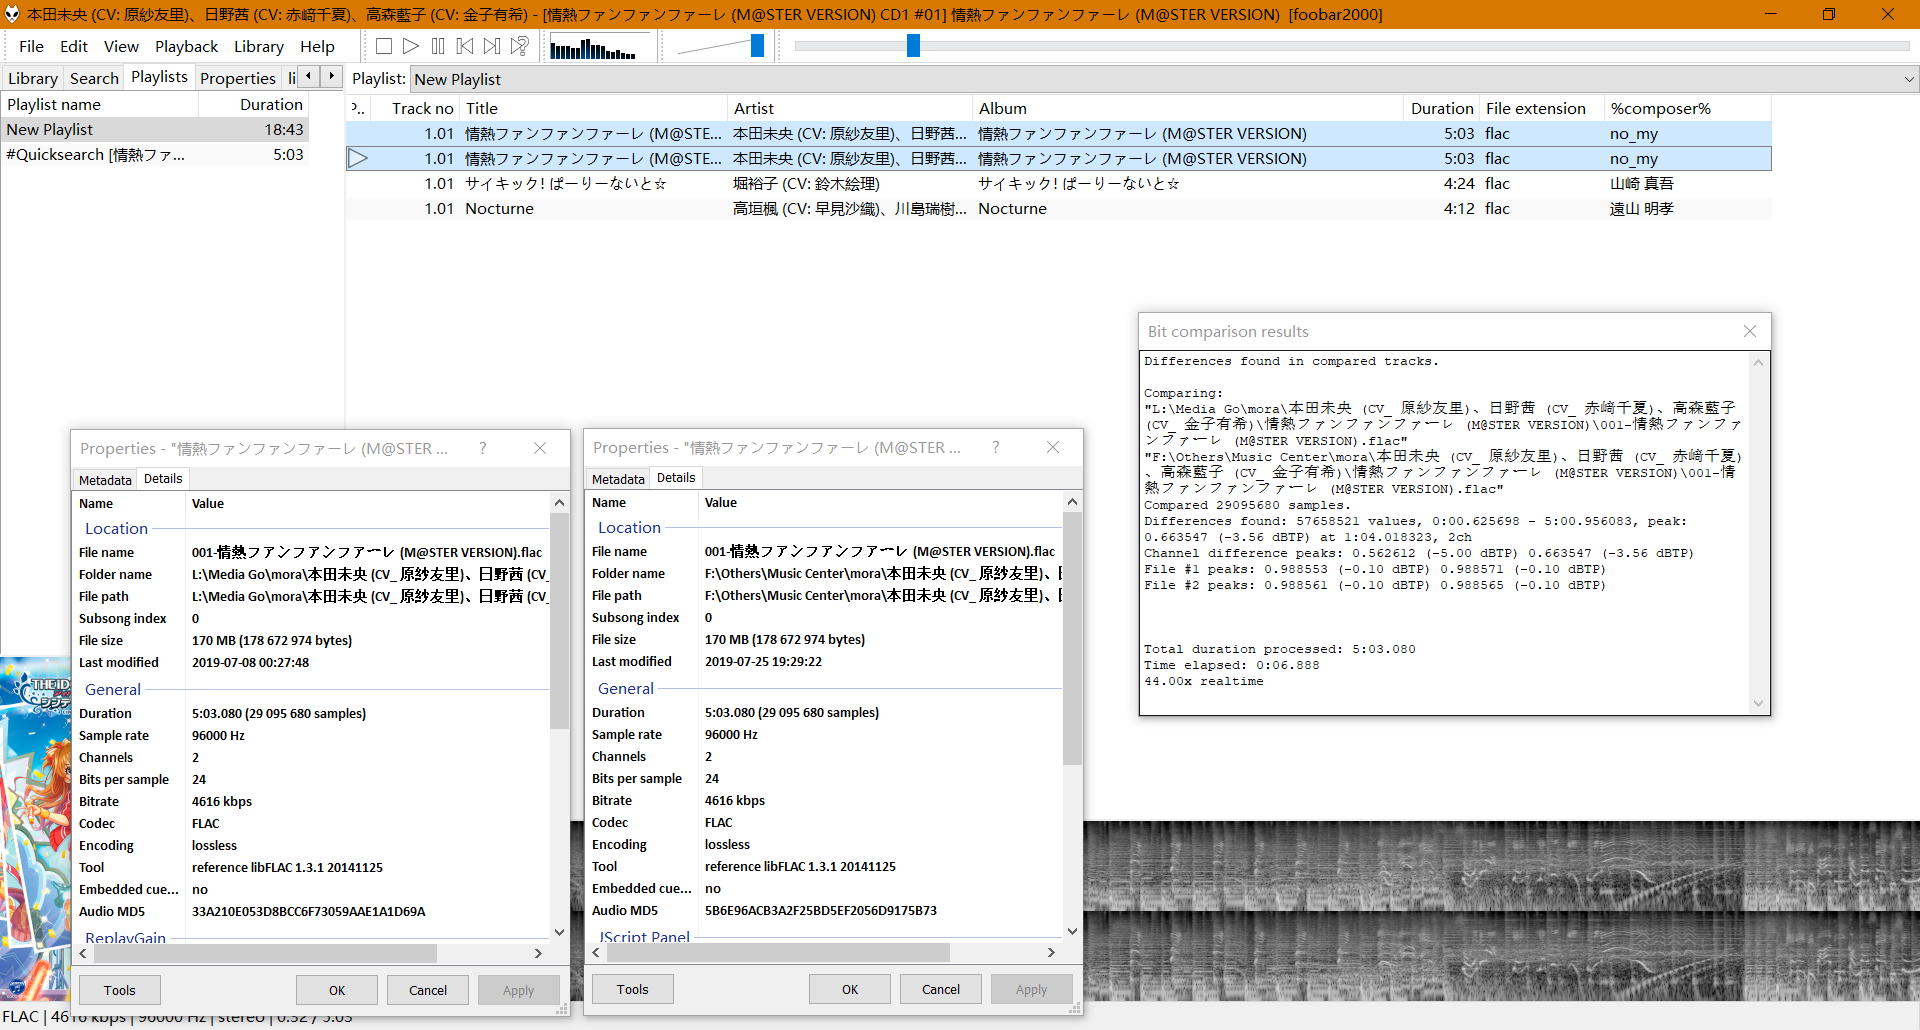 本田未央 (CV: 原紗友里)、日野茜 (CV: 赤﨑千夏)、高森藍子 (CV: 金子有希) - [情熱ファンファンファーレ (M@STER VERSION) CD1 #01] 情熱ファンファンファーレ (M@STER VERSION)  [foobar2000]
File Edit View Playback Library Help
Library Search Playlists Properties li
Playlist: New Playlist
Playlist name Duration
New Playlist 18:43
#Quicksearch [情熱ファ... 5:03
P.. Track no Title Artist Album Duration File extension %composer%
1.01 情熱ファンファンファーレ (M@STE... 本田未央 (CV: 原紗友里)、日野茜... 情熱ファンファンファーレ (M@STER VERSION) 5:03 flac no_my
1.01 情熱ファンファンファーレ (M@STE... 本田未央 (CV: 原紗友里)、日野茜... 情熱ファンファンファーレ (M@STER VERSION) 5:03 flac no_my
1.01 サイキック! ぱーりーないと☆ 堀裕子 (CV: 鈴木絵理) サイキック! ぱーりーないと☆ 4:24 flac 山崎 真吾
1.01 Nocturne 高垣楓 (CV: 早見沙織)、川島瑞樹... Nocturne 4:12 flac 遠山 明孝
Bit comparison results
Differences found in compared tracks.
Comparing:
"L:\Media Go\mora\本田未央 (CV_ 原紗友里)、日野茜 (CV_ 赤﨑千夏)、高森藍子
(CV_ 金子有希)\情熱ファンファンファーレ (M@STER VERSION)\001-情熱ファンファ
ンファーレ (M@STER VERSION).flac"
"F:\Others\Music Center\mora\本田未央 (CV_ 原紗友里)、日野茜 (CV_ 赤﨑千夏)
、高森藍子 (CV_ 金子有希)\情熱ファンファンファーレ (M@STER VERSION)\001-情
熱ファンファンファーレ (M@STER VERSION).flac"
Compared 29095680 samples.
Differences found: 57658521 values, 0:00.625698 - 5:00.956083, peak:
0.663547 (-3.56 dBTP) at 1:04.018323, 2ch
Channel difference peaks: 0.562612 (-5.00 dBTP) 0.663547 (-3.56 dBTP)
File #1 peaks: 0.988553 (-0.10 dBTP) 0.988571 (-0.10 dBTP)
File #2 peaks: 0.988561 (-0.10 dBTP) 0.988565 (-0.10 dBTP)
Total duration processed: 5:03.080
Time elapsed: 0:06.888
44.00x realtime
Properties - "情熱ファンファンファーレ (M@STER ... ?
Metadata Details
Name Value
Location
File name 001-情熱ファンファンファーレ (M@STER VERSION).flac
Folder name L:\Media Go\mora\本田未央 (CV_ 原紗友里)、日野茜 (CV_
File path L:\Media Go\mora\本田未央 (CV_ 原紗友里)、日野茜 (CV_
Subsong index 0
File size 170 MB (178 672 974 bytes)
Last modified 2019-07-08 00:27:48
General
Duration 5:03.080 (29 095 680 samples)
Sample rate 96000 Hz
Channels 2
Bits per sample 24
Bitrate 4616 kbps
Codec FLAC
Encoding lossless
Tool reference libFLAC 1.3.1 20141125
Embedded cue... no
Audio MD5 33A210E053D8BCC6F73059AAE1A1D69A
ReplayGain
Tools OK Cancel Apply
Properties - "情熱ファンファンファーレ (M@STER ... ?
Metadata Details
Name Value
Location
File name 001-情熱ファンファンファーレ (M@STER VERSION).flac
Folder name F:\Others\Music Center\mora\本田未央 (CV_ 原紗友里)、
File path F:\Others\Music Center\mora\本田未央 (CV_ 原紗友里)、
Subsong index 0
File size 170 MB (178 672 974 bytes)
Last modified 2019-07-25 19:29:22
General
Duration 5:03.080 (29 095 680 samples)
Sample rate 96000 Hz
Channels 2
Bits per sample 24
Bitrate 4616 kbps
Codec FLAC
Encoding lossless
Tool reference libFLAC 1.3.1 20141125
Embedded cue... no
Audio MD5 5B6E96ACB3A2F25BD5EF2056D9175B73
JScript Panel
Tools OK Cancel Apply
FLAC | 4616 kbps | 96000 Hz | stereo | 0:32 / 5:03